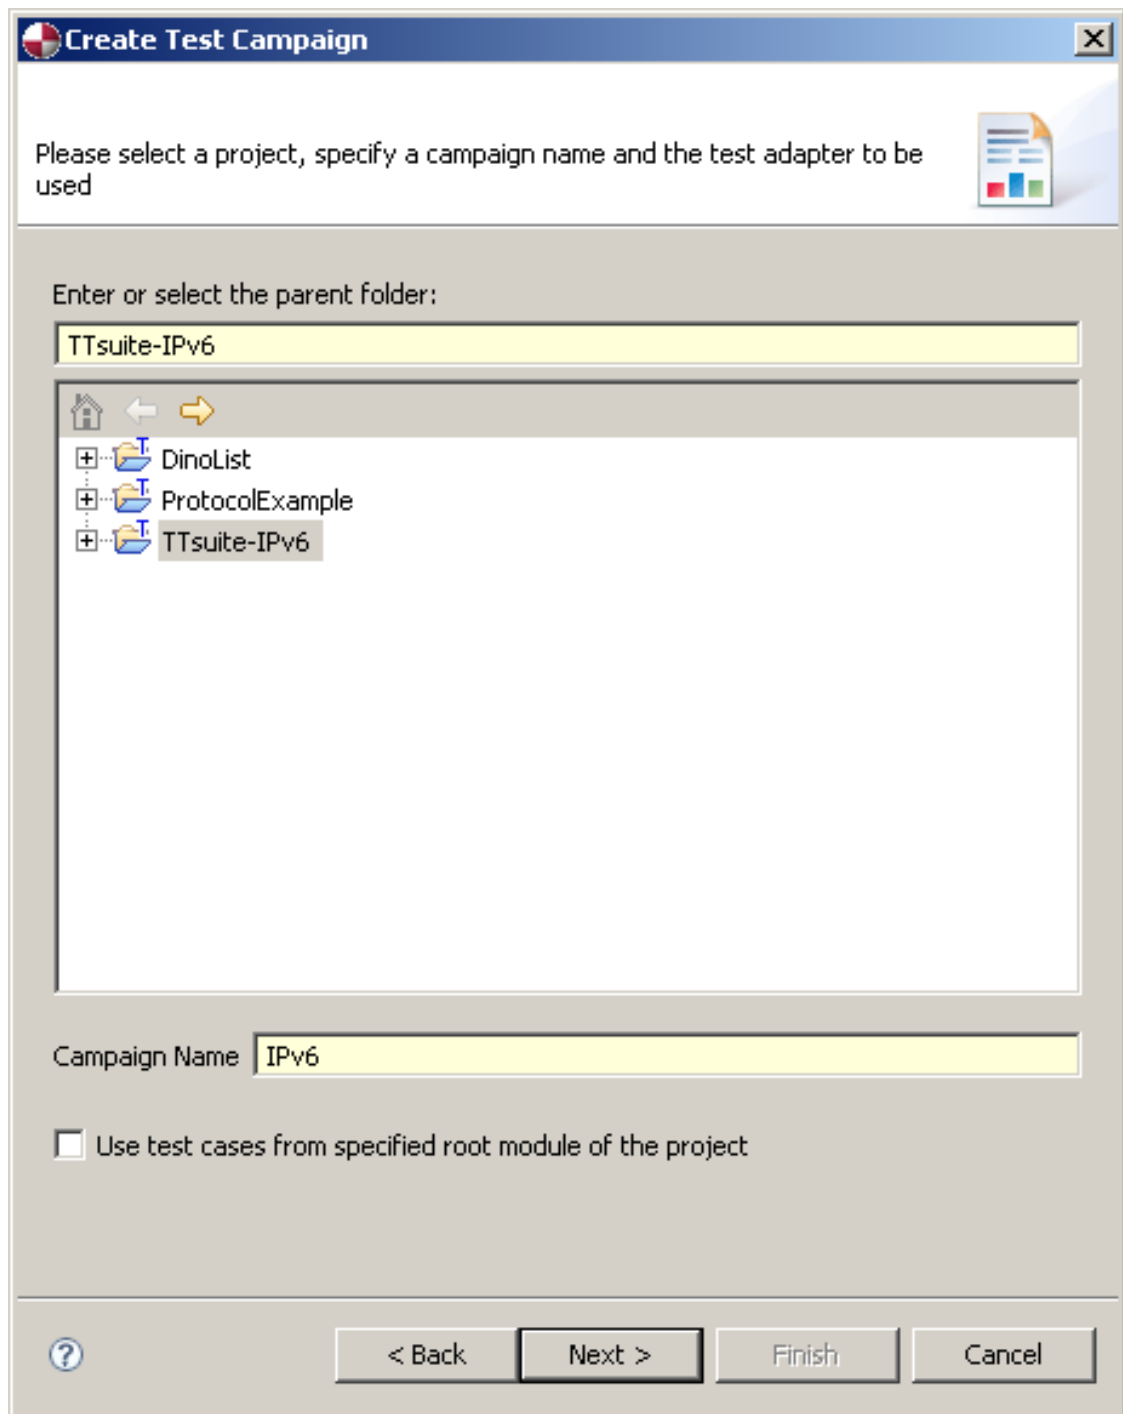 Create Test Campaign
Please select a project, specify a campaign name and the test adapter to be
used
Enter or select the parent folder:
TTsuite-IPv6
DinoList
ProtocolExample
TTsuite-IPv6
Campaign Name IPv6
Use test cases from specified root module of the project
< Back Next > Finish Cancel